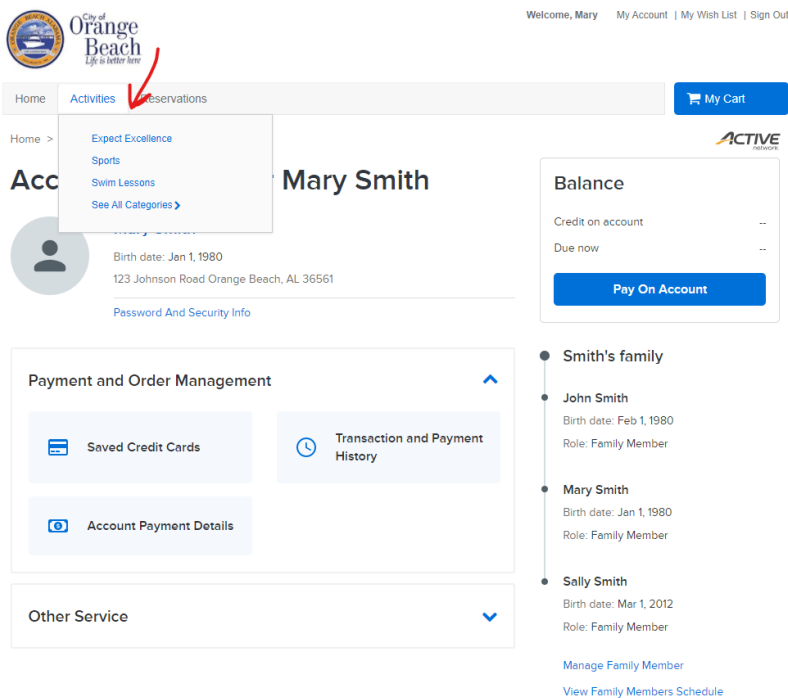 City of
Orange
Beach
Life is better here
Welcome, Mary My Account | My Wish List | Sign Out
Home Activities Reservations
My Cart
Home >
ACTIVE
network
Expect Excellence
Sports
Swim Lessons
See All Categories
Acc Mary Smith
Mary Smith
Birth date: Jan 1, 1980
123 Johnson Road Orange Beach, AL 36561
Password And Security Info
Balance
Credit on account --
Due now --
Pay On Account
Payment and Order Management
Saved Credit Cards
Transaction and Payment
History
Account Payment Details
Other Service
Smith's family
John Smith
Birth date: Feb 1, 1980
Role: Family Member
Mary Smith
Birth date: Jan 1, 1980
Role: Family Member
Sally Smith
Birth date: Mar 1, 2012
Role: Family Member
Manage Family Member
View Family Members Schedule